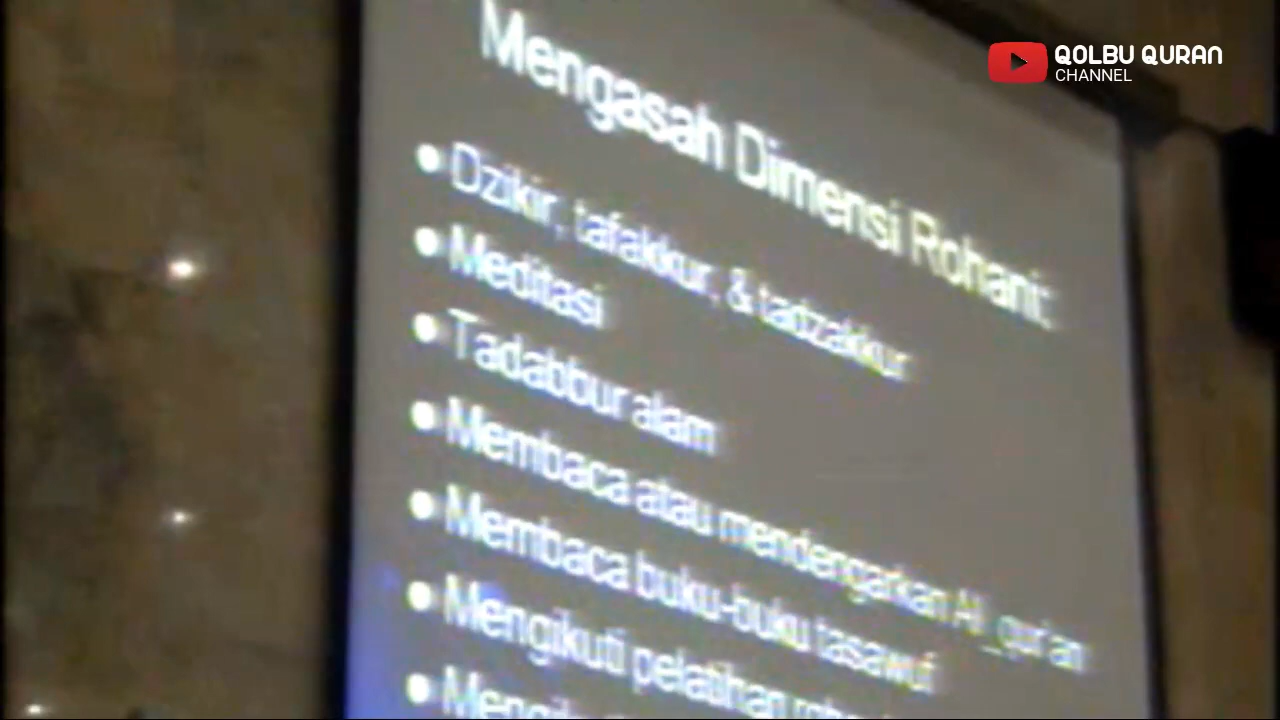 QOLBU QURAN
CHANNEL
Mengasah Dimensi Rohani:
• Dzikir, tafakkur, & tadzakkur
• Meditasi
• Tadabbur alam
• Membaca atau mendengarkan Al_qur'an
• Membaca buku-buku tasawuf
• Mengikuti pelatihan